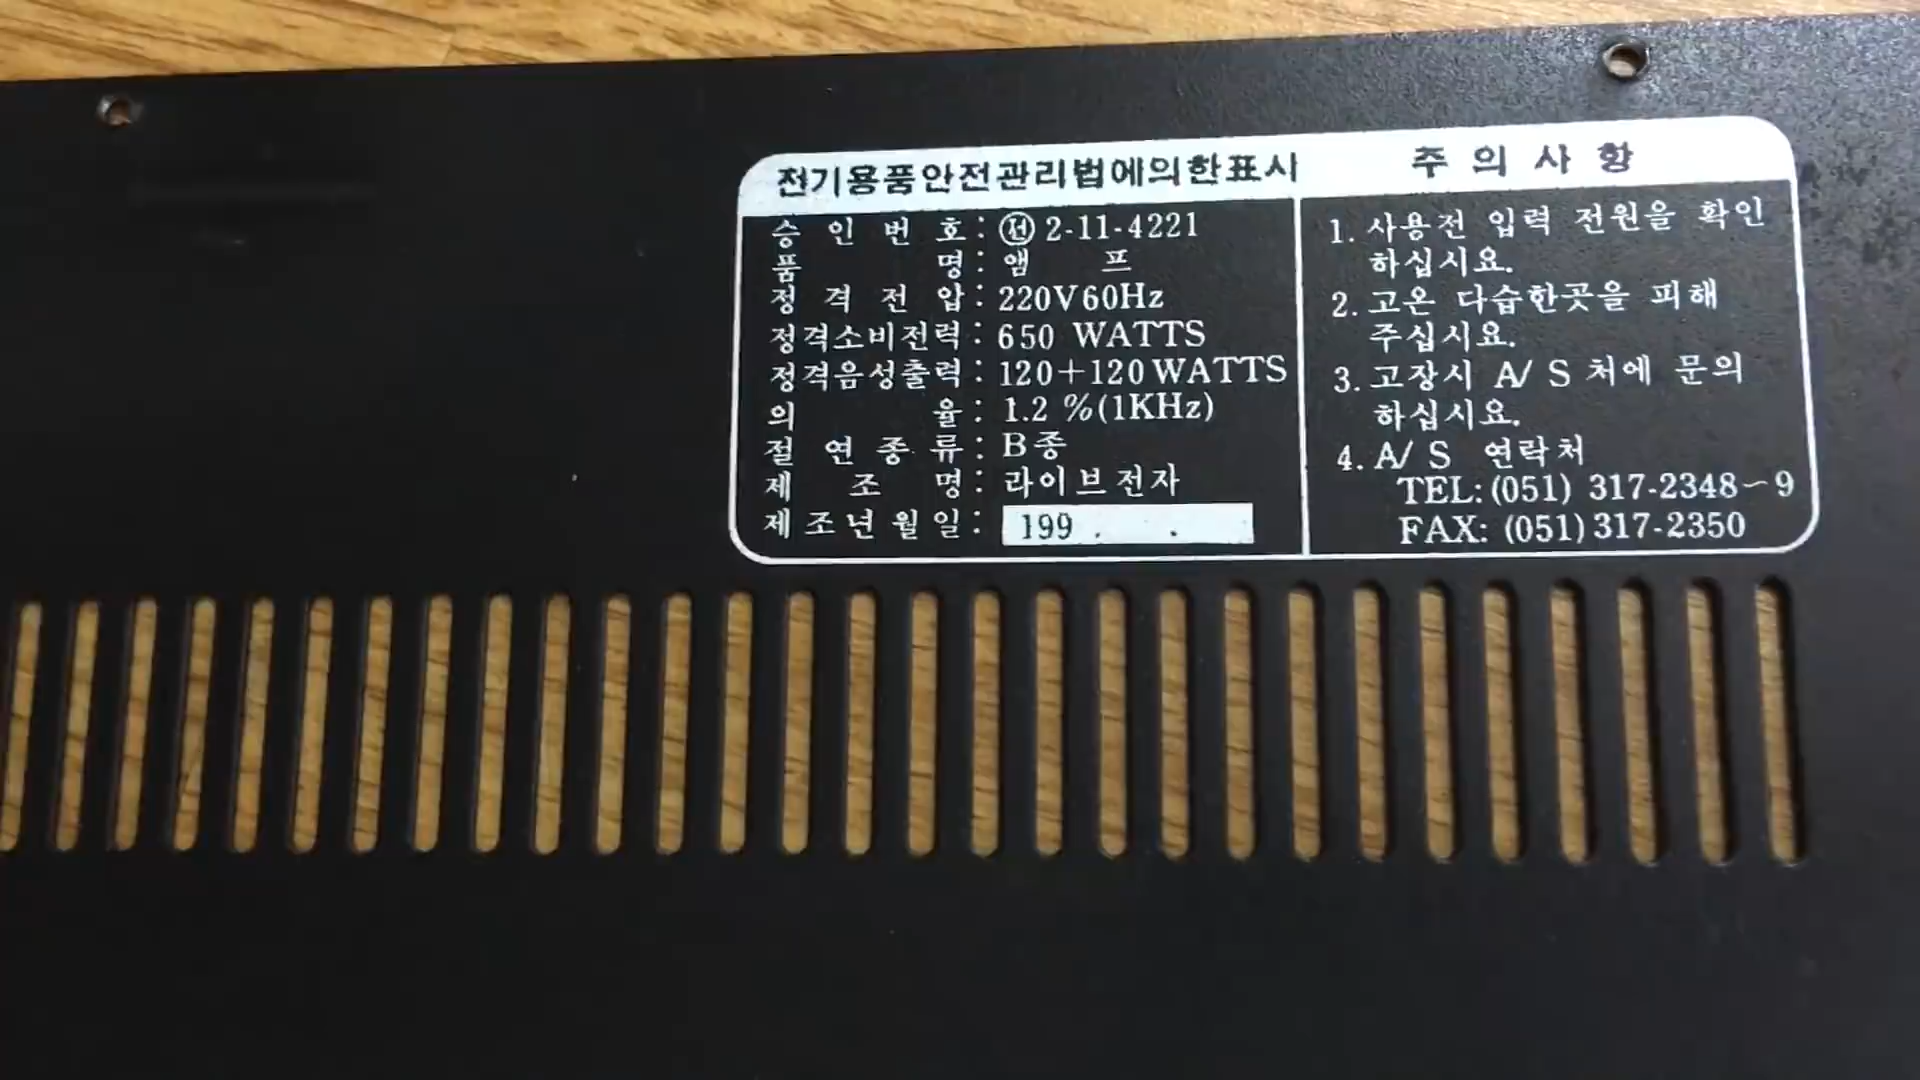 전기용품안전관리법에의한표시
승인번호: 전 2-11-4221
품명: 앰프
정격전압: 220V 60Hz
정격소비전력: 650 WATTS
정격음성출력: 120+120 WATTS
의율: 1.2 %(1KHz)
절연종류: B종
제조명: 라이브전자
제조년월일: 199 . .
주의사항
1. 사용전 입력 전원을 확인
하십시요.
2. 고온 다습한곳을 피해
주십시요.
3. 고장시 A/S 처에 문의
하십시요.
4. A/S 연락처
TEL: (051) 317-2348~9
FAX: (051) 317-2350